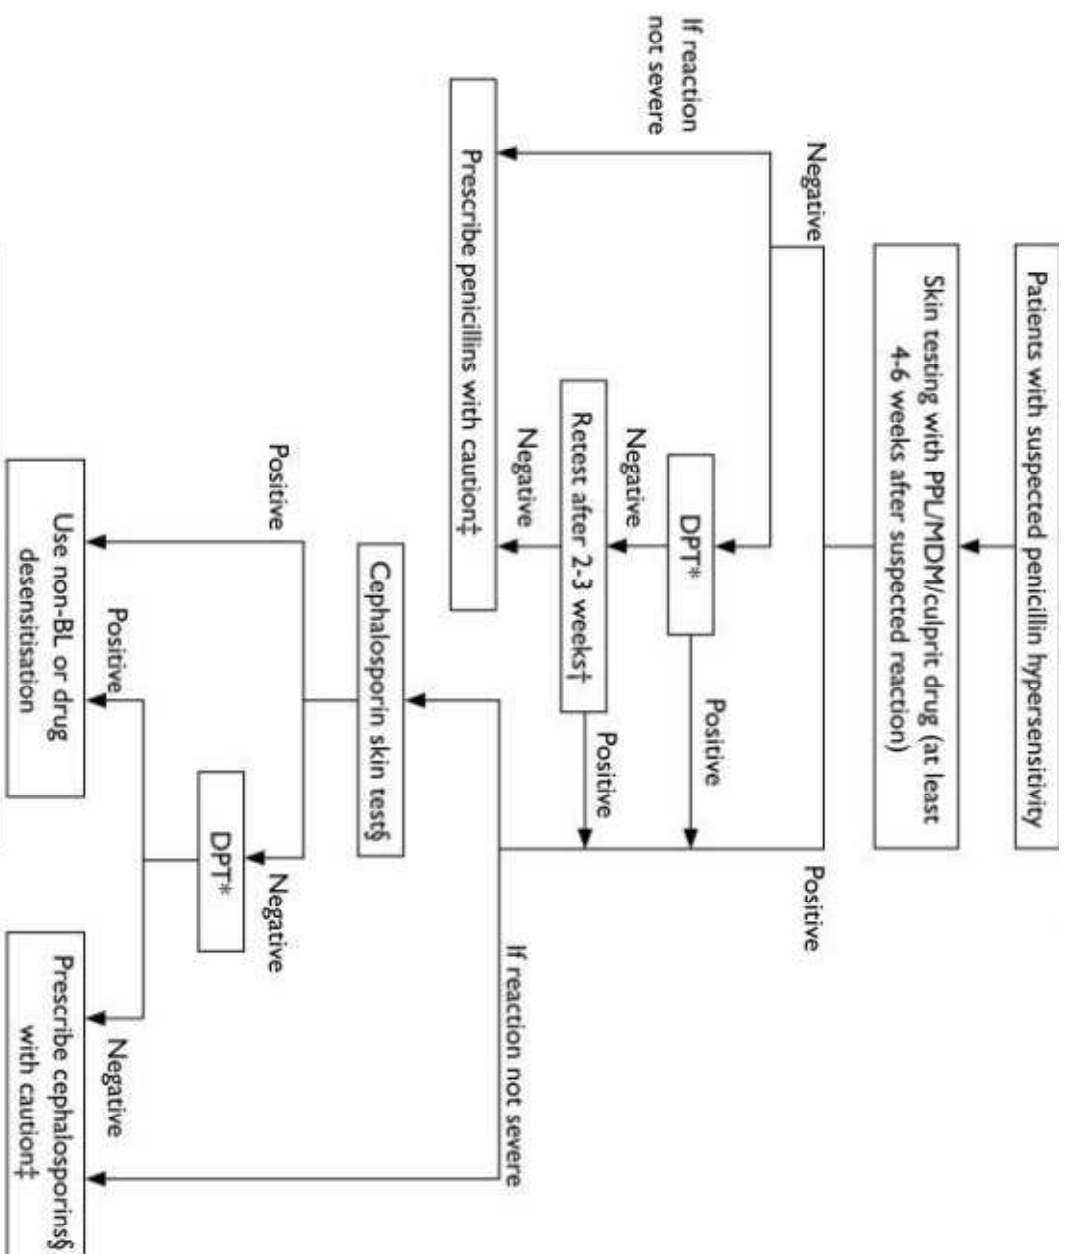 Patients with suspected penicillin hypersensitivity
Skin testing with PPL/MDM/culprit drug (at least
4-6 weeks after suspected reaction)
Negative
Positive
If reaction
not severe
DPT*
Positive
Negative
Retest after 2-3 weeks†
Positive
Negative
Prescribe penicillins with caution‡
If reaction not severe
Cephalosporin skin test§
Positive
Negative
DPT*
Positive
Negative
Use non-BL or drug
desensitisation
Prescribe cephalosporins§
with caution‡